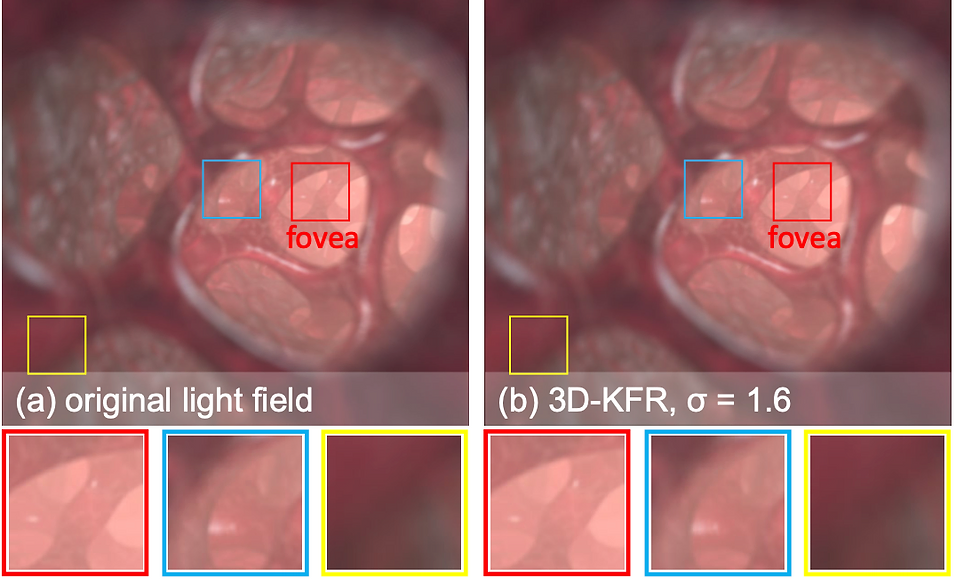 fovea
fovea
(a) original light field
(b) 3D-KFR, σ = 1.6